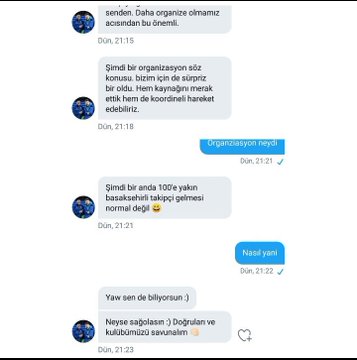 senden. Daha organize olmamız
acısından bu önemli.
Dün, 21:15
Şimdi bir organizasyon söz
konusu. bizim için de sürpriz
bir oldu. Hem kaynağını merak
ettik hem de koordineli hareket
edebiliriz.
Dün, 21:18
Organziasyon neydi
Dün, 21:21
Şimdi bir anda 100'e yakın
basaksehirli takipçi gelmesi
normal değil 😀
Dün, 21:21
Nasıl yani
Dün, 21:22
Yaw sen de biliyorsun :)
Neyse sağolasın :) Doğruları ve
kulübümüzü savunalım 👊🏻
Dün, 21:23